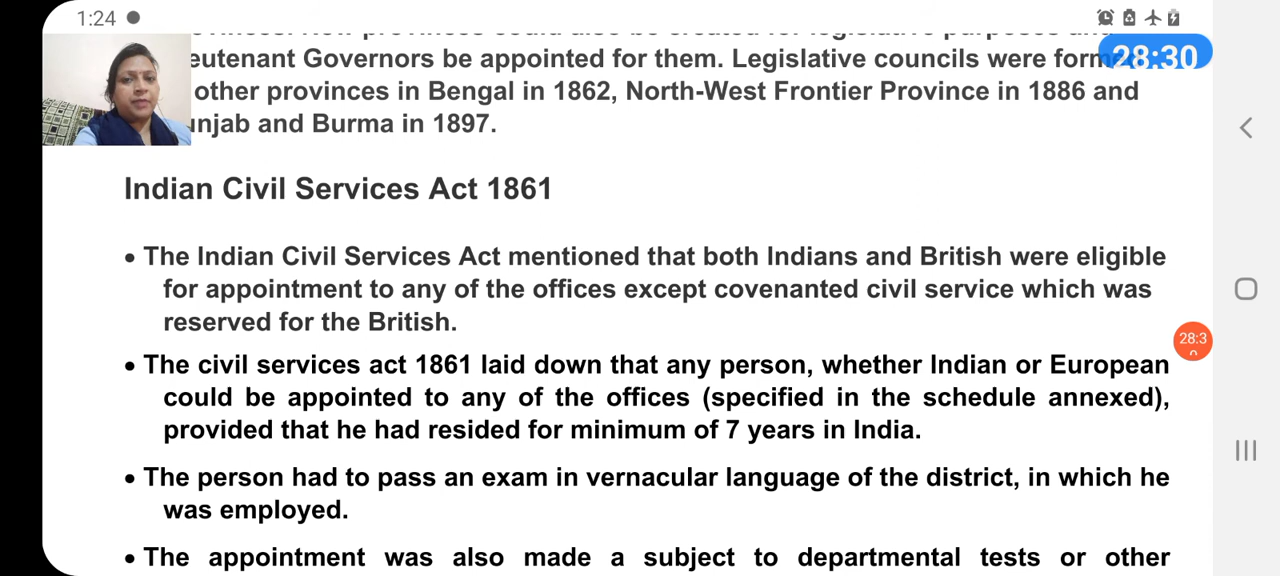 1:24
28:30
eutenant Governors be appointed for them. Legislative councils were form
other provinces in Bengal in 1862, North-West Frontier Province in 1886 and
unjab and Burma in 1897.
Indian Civil Services Act 1861
• The Indian Civil Services Act mentioned that both Indians and British were eligible
for appointment to any of the offices except covenanted civil service which was
reserved for the British.
28:3
• The civil services act 1861 laid down that any person, whether Indian or European
could be appointed to any of the offices (specified in the schedule annexed),
provided that he had resided for minimum of 7 years in India.
• The person had to pass an exam in vernacular language of the district, in which he
was employed.
• The appointment was also made a subject to departmental tests or other